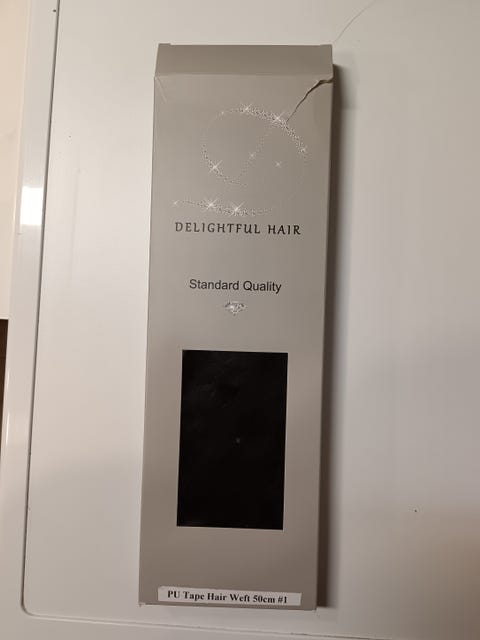 DELIGHTFUL HAIR
Standard Quality
PU Tape Hair Weft 50cm #1